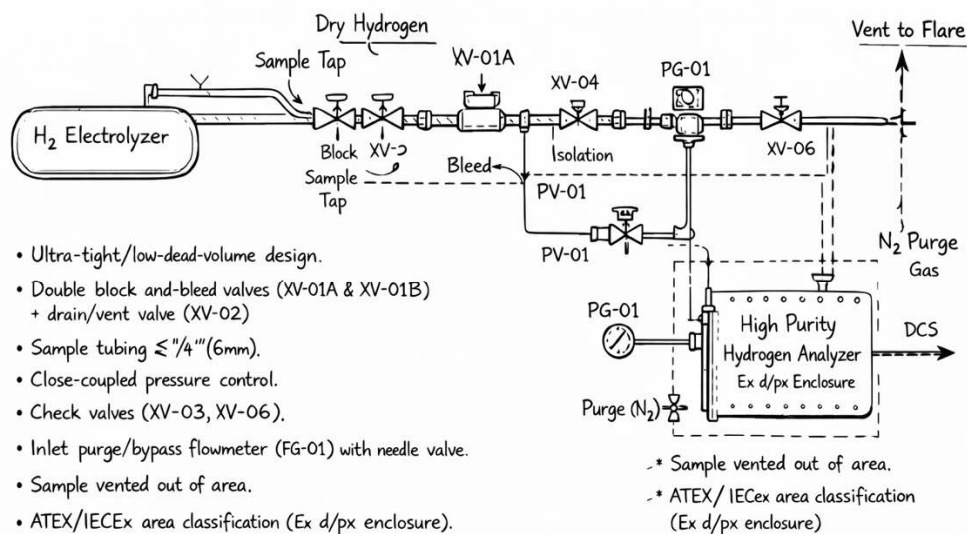 Dry Hydrogen
Vent to Flare
Sample Tap
XV-01A
XV-04
PG-01
H₂ Electrolyzer
Block
XV-
Sample
Tap
Bleed
Isolation
PV-01
XV-06
PV-01
N₂ Purge
Gas
PG-01
High Purity
Hydrogen Analyzer
Ex d/px Enclosure
DCS
Purge (N₂)
• Ultra-tight/low-dead-volume design.
• Double block and-bleed valves (XV-01A & XV-01B)
+ drain/vent valve (XV-02)
• Sample tubing ≤ "/4'" (6mm).
• Close-coupled pressure control.
• Check valves (XV-03, XV-06).
• Inlet purge/bypass flowmeter (FG-01) with needle valve.
• Sample vented out of area.
• ATEX/IECEx area classification (Ex d/px enclosure).
-* Sample vented out of area.
-* ATEX/IECex area classification
(Ex d/px enclosure)